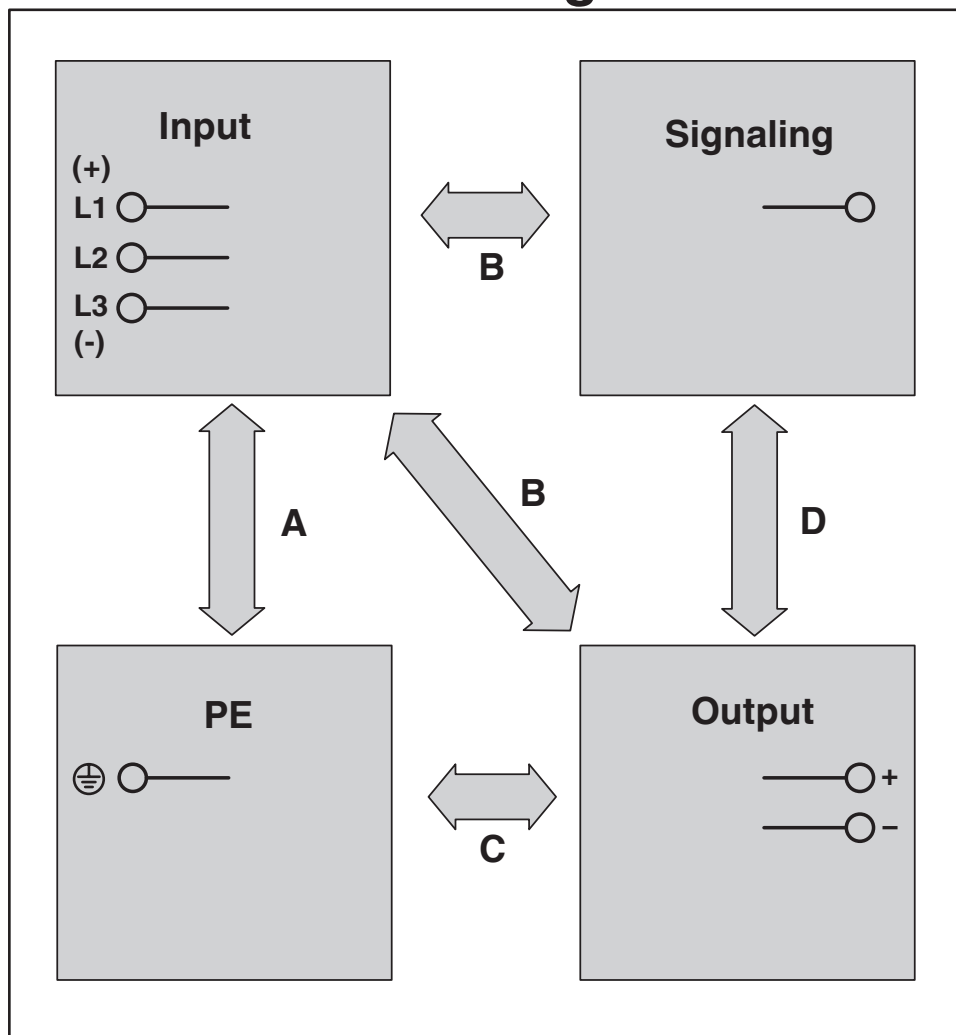 Input
(+)
L1
L2
L3
(-)
Signaling
B
A
B
D
PE
C
Output
+
–